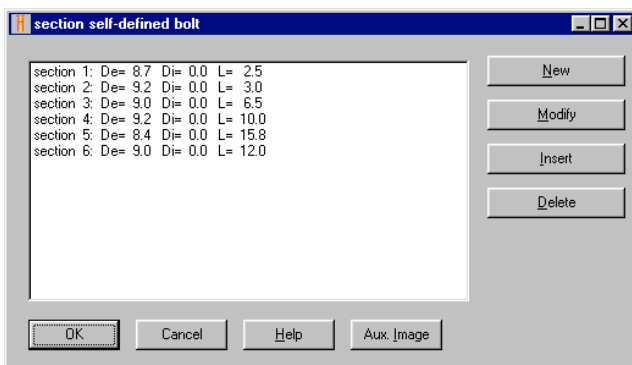 section self-defined bolt
section 1: De= 8.7 Di= 0.0 L= 2.5
section 2: De= 9.2 Di= 0.0 L= 3.0
section 3: De= 9.0 Di= 0.0 L= 6.5
section 4: De= 9.2 Di= 0.0 L= 10.0
section 5: De= 8.4 Di= 0.0 L= 15.8
section 6: De= 9.0 Di= 0.0 L= 12.0
New
Modify
Insert
Delete
OK Cancel Help Aux. Image